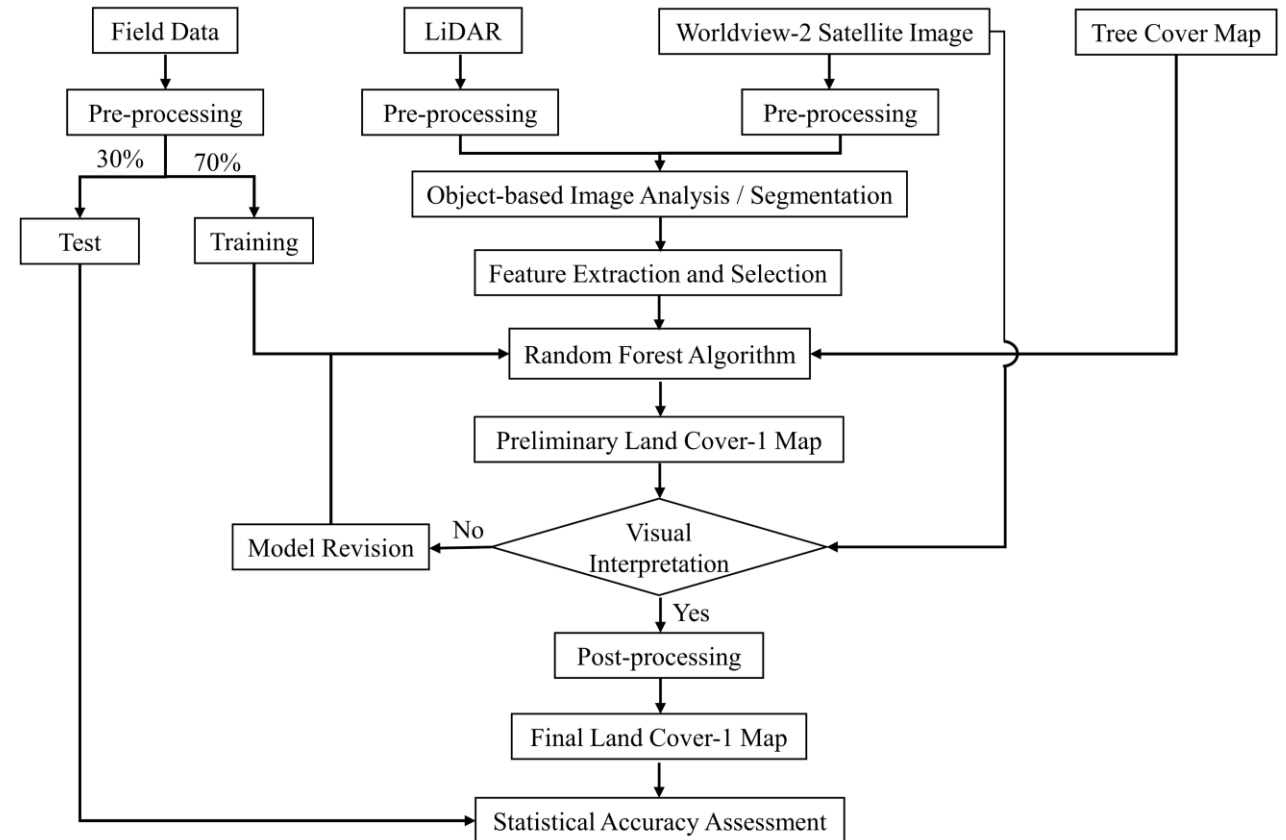 Field Data
LiDAR
Worldview-2 Satellite Image
Tree Cover Map
Pre-processing
Pre-processing
Pre-processing
30%
70%
Object-based Image Analysis / Segmentation
Test
Training
Feature Extraction and Selection
Random Forest Algorithm
Preliminary Land Cover-1 Map
No
Model Revision
Visual
Interpretation
Yes
Post-processing
Final Land Cover-1 Map
Statistical Accuracy Assessment